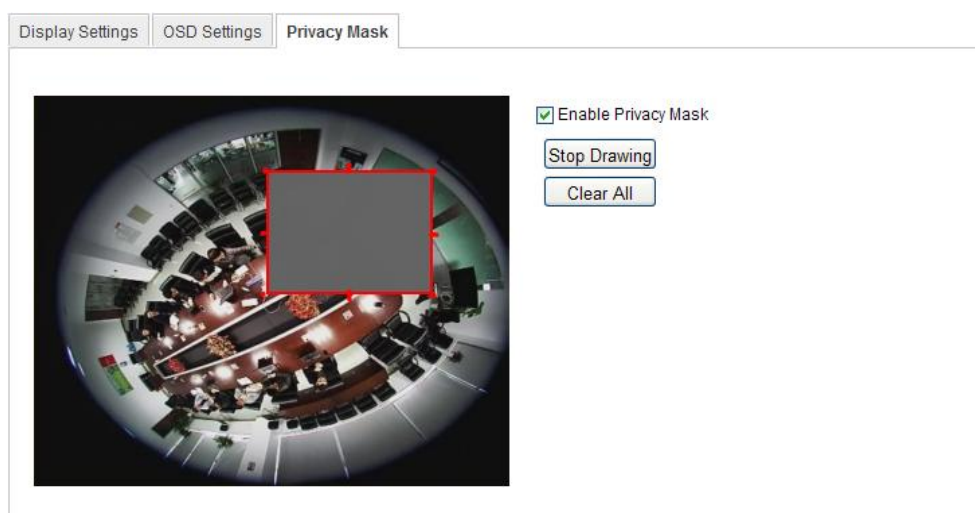 Display Settings OSD Settings Privacy Mask
Enable Privacy Mask
Stop Drawing
Clear All